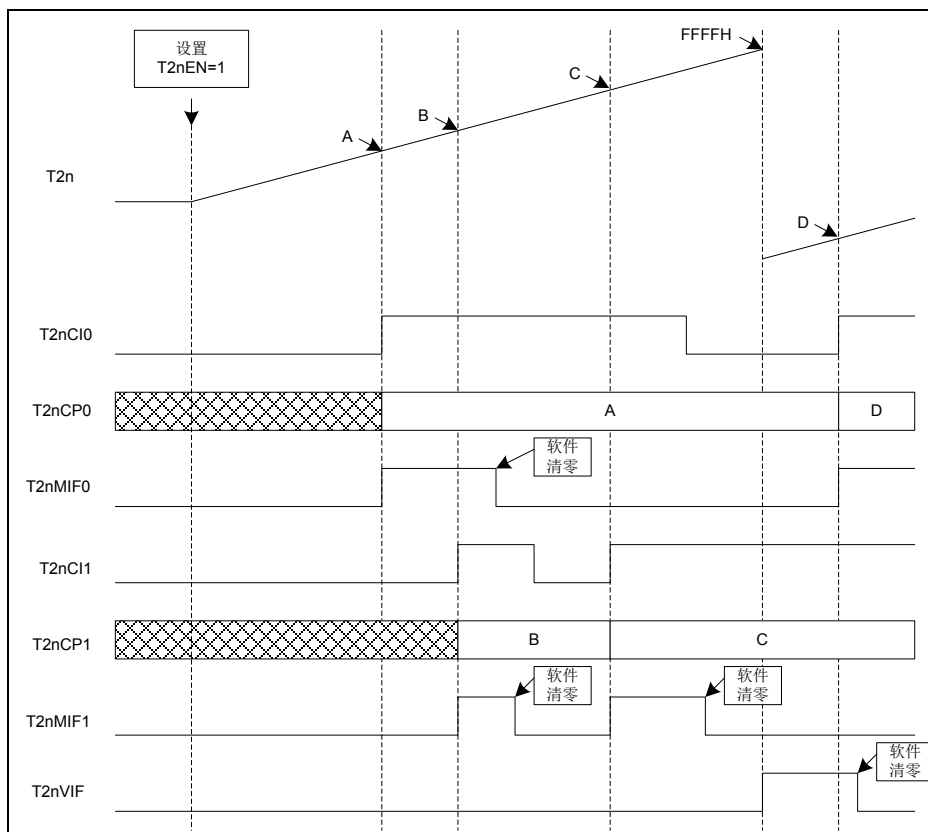 设置
T2nEN=1
FFFFH
C
B
A
T2n
D
T2nCI0
T2nCP0
A
D
软件
清零
T2nMIF0
T2nCI1
T2nCP1
B
C
软件
清零
软件
清零
T2nMIF1
软件
清零
T2nVIF